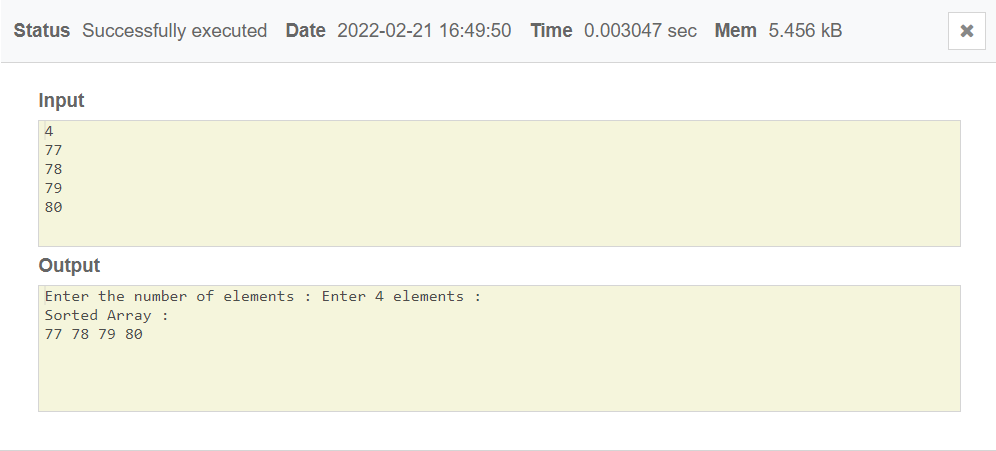 Status Successfully executed Date 2022-02-21 16:49:50 Time 0.003047 sec Mem 5.456 kB
Input
4
77
78
79
80
Output
Enter the number of elements : Enter 4 elements :
Sorted Array :
77 78 79 80